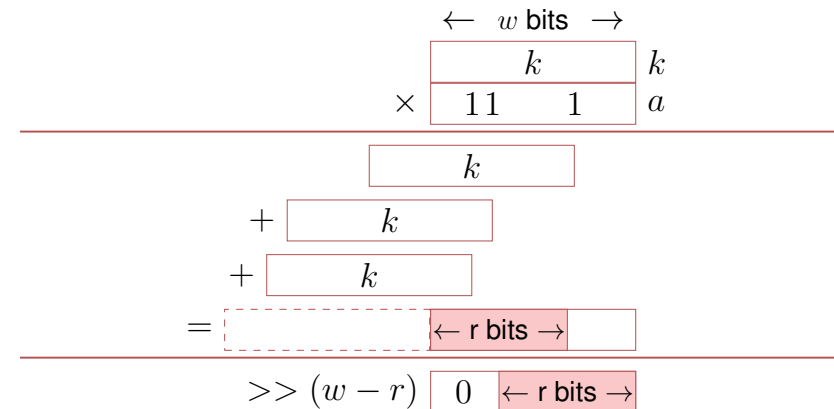 ← w bits →
k k
× 11 1 a
k
+ k
+ k
= ← r bits →
>> (w − r) 0 ← r bits →